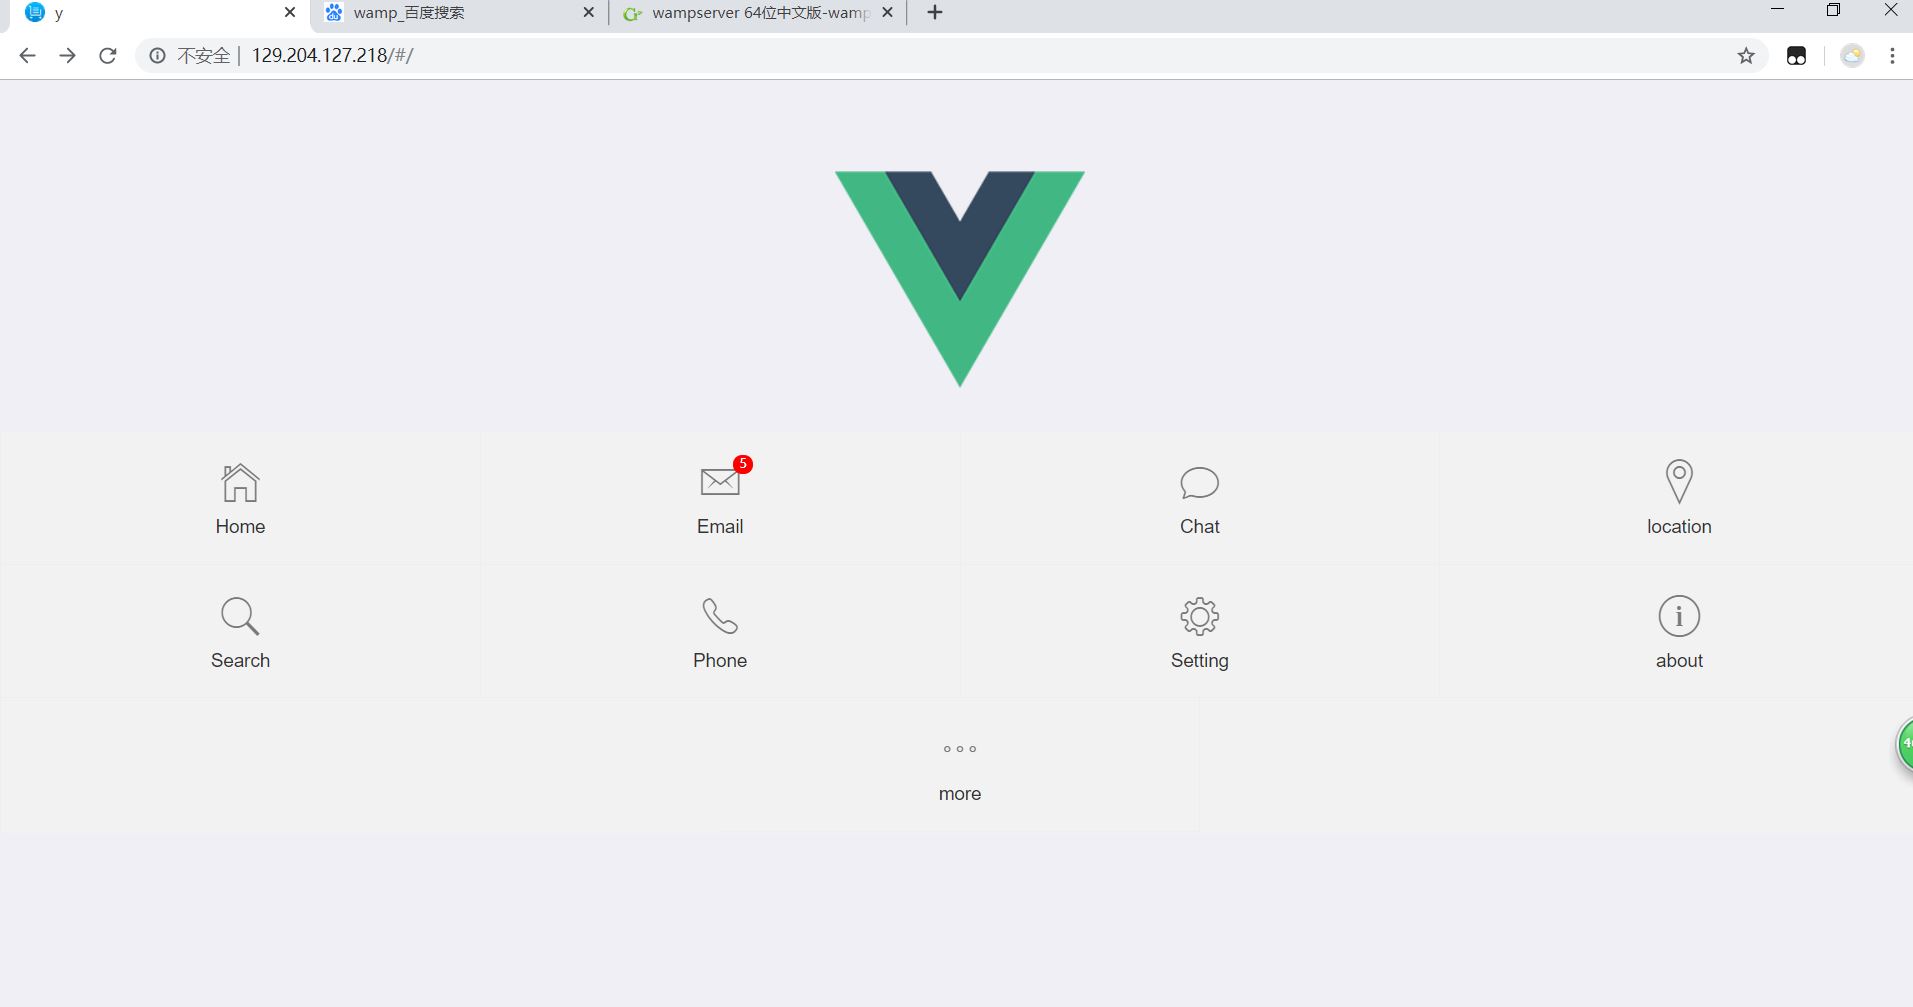 y
wamp_百度搜索
wampserver 64位中文版-wamp
不安全
129.204.127.218/#/
Home
5
Email
Chat
location
Search
Phone
Setting
about
more